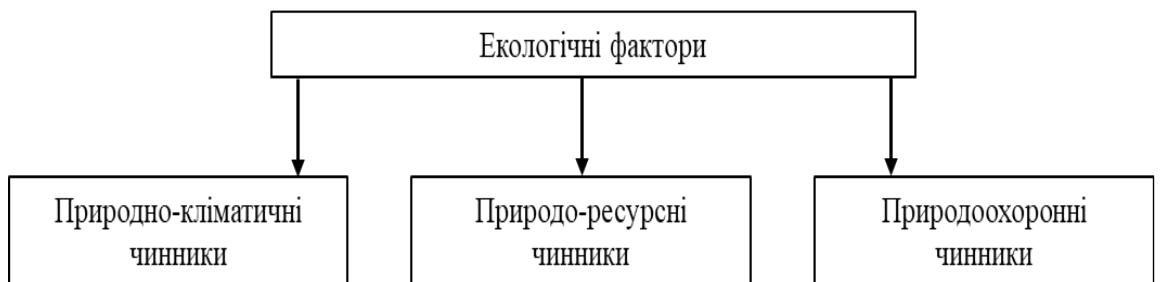 Екологічні фактори
Природно-кліматичні
чинники
Природо-ресурсні
чинники
Природоохоронні
чинники